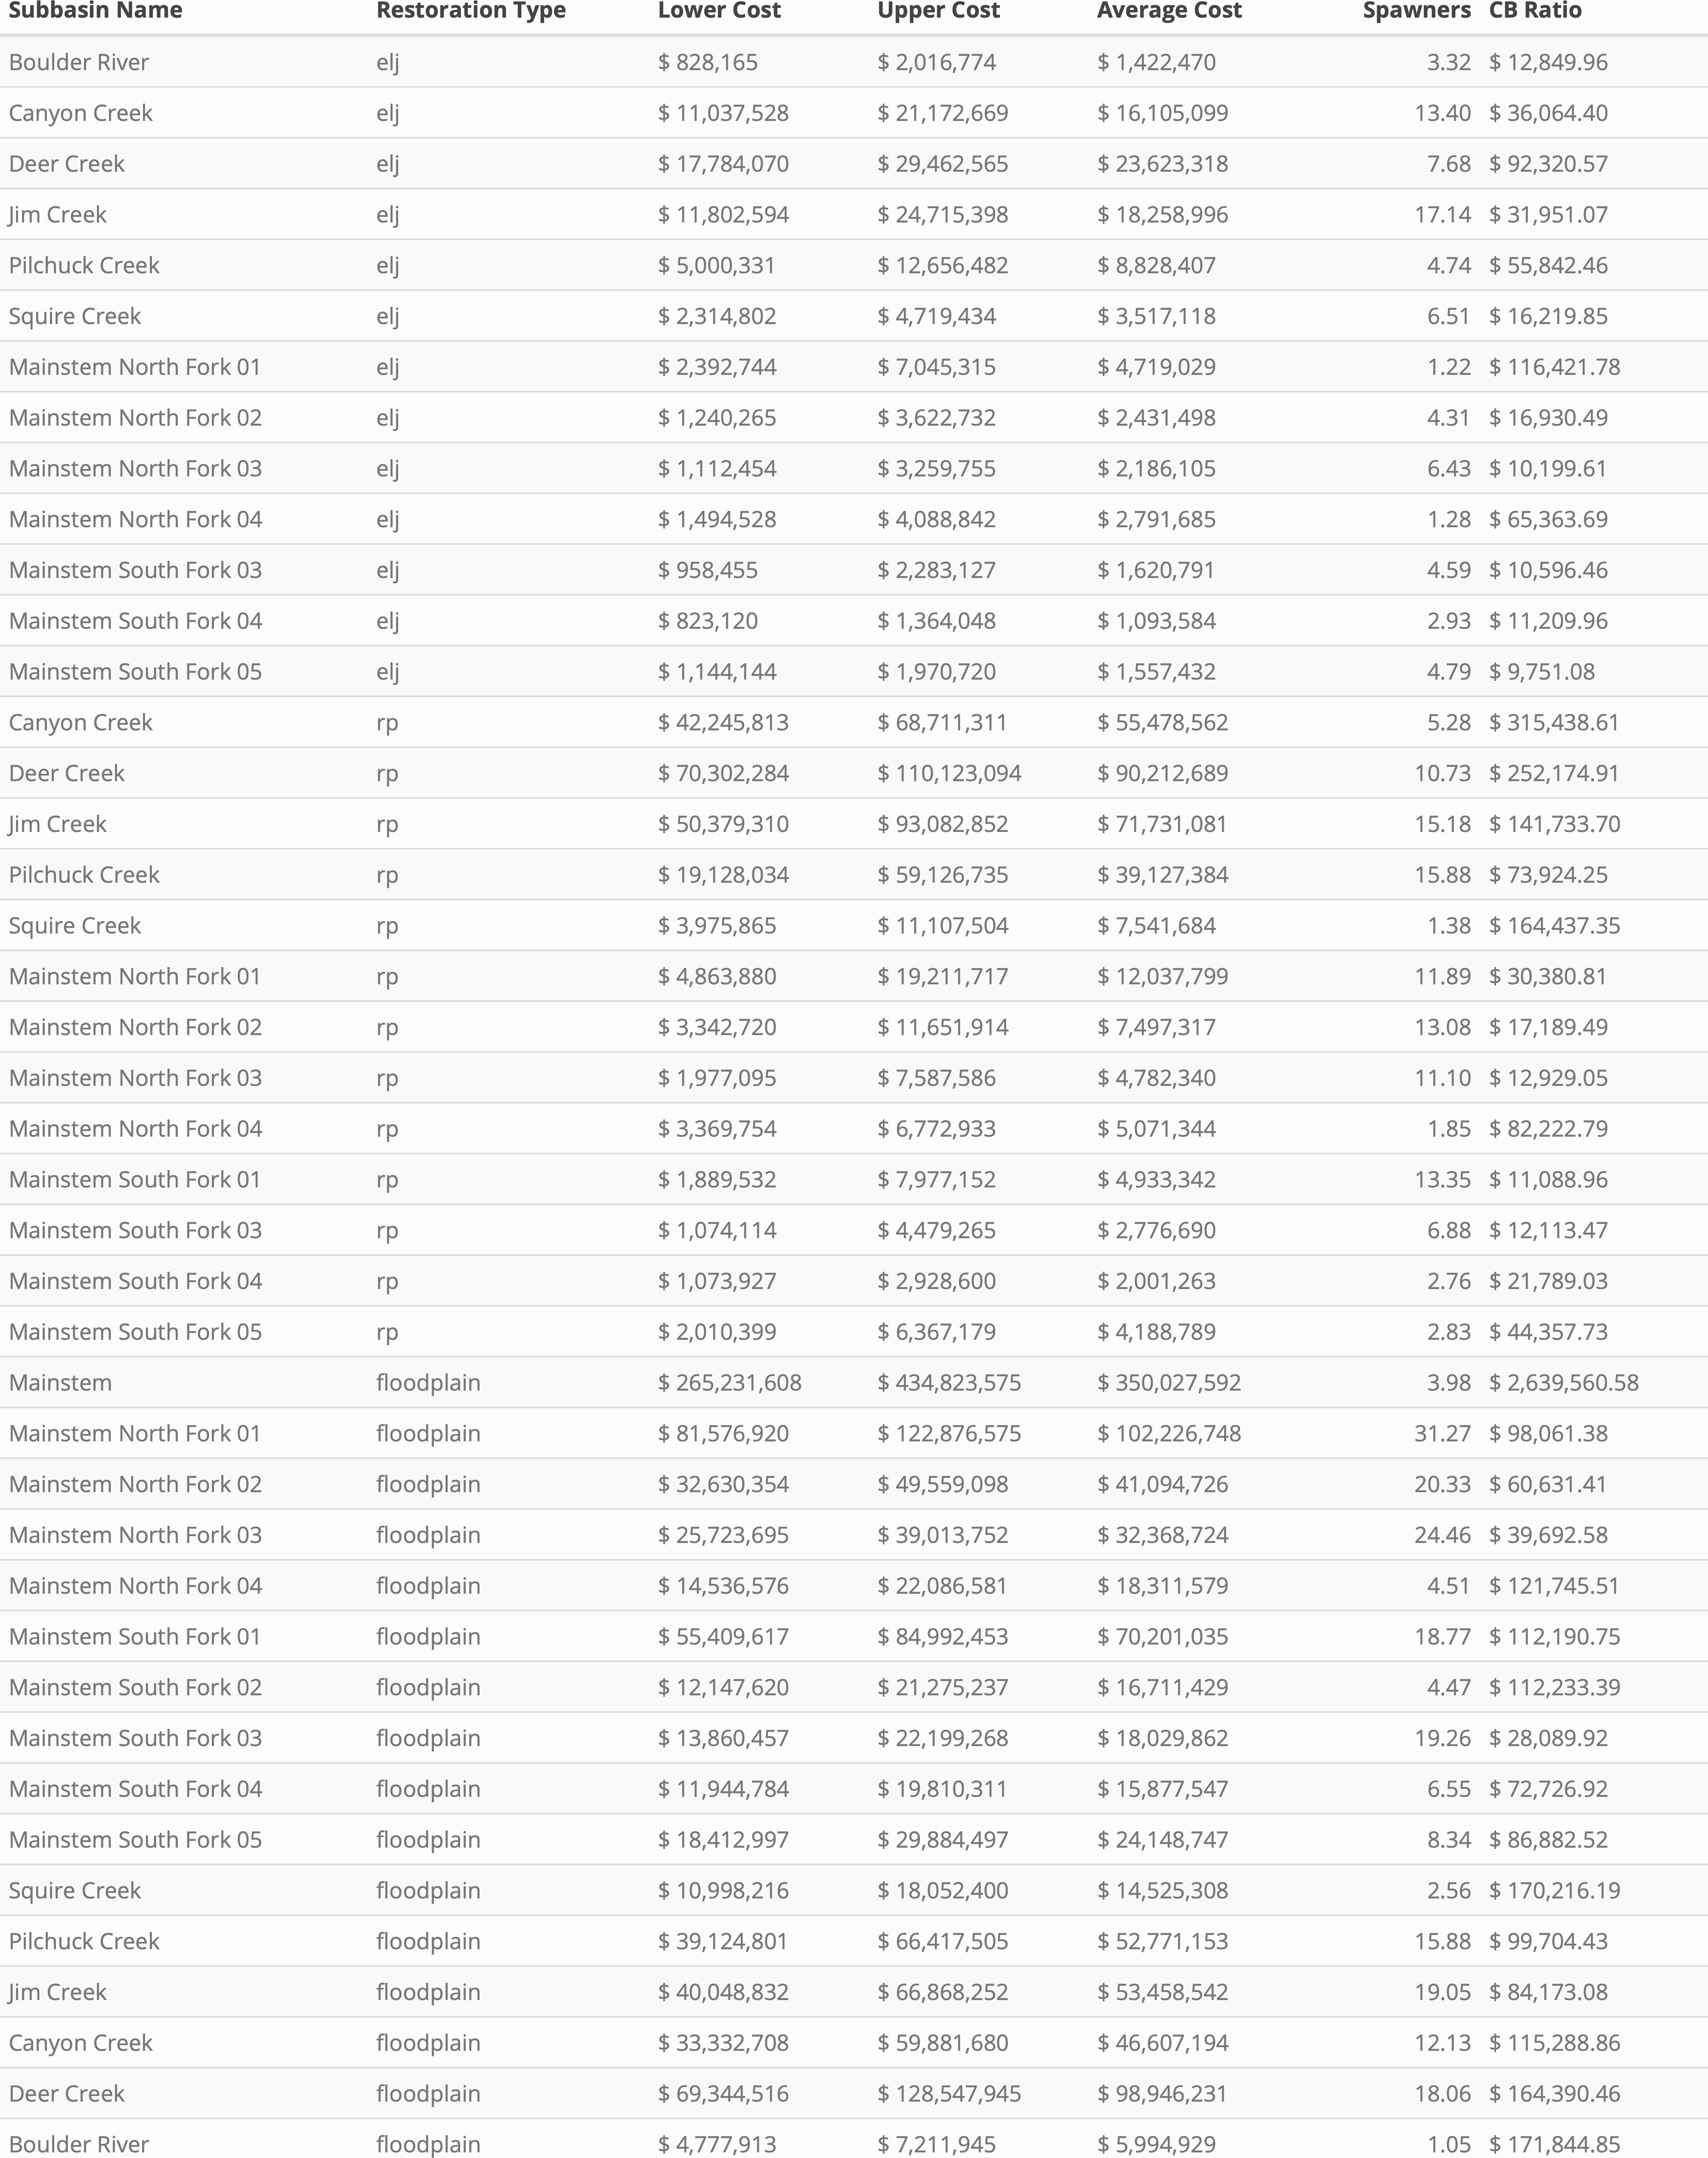 Subbasin Name Restoration Type Lower Cost Upper Cost Average Cost Spawners CB Ratio
Boulder River elj $ 828,165 $ 2,016,774 $ 1,422,470 3.32 $ 12,849.96
Canyon Creek elj $ 11,037,528 $ 21,172,669 $ 16,105,099 13.40 $ 36,064.40
Deer Creek elj $ 17,784,070 $ 29,462,565 $ 23,623,318 7.68 $ 92,320.57
Jim Creek elj $ 11,802,594 $ 24,715,398 $ 18,258,996 17.14 $ 31,951.07
Pilchuck Creek elj $ 5,000,331 $ 12,656,482 $ 8,828,407 4.74 $ 55,842.46
Squire Creek elj $ 2,314,802 $ 4,719,434 $ 3,517,118 6.51 $ 16,219.85
Mainstem North Fork 01 elj $ 2,392,744 $ 7,045,315 $ 4,719,029 1.22 $ 116,421.78
Mainstem North Fork 02 elj $ 1,240,265 $ 3,622,732 $ 2,431,498 4.31 $ 16,930.49
Mainstem North Fork 03 elj $ 1,112,454 $ 3,259,755 $ 2,186,105 6.43 $ 10,199.61
Mainstem North Fork 04 elj $ 1,494,528 $ 4,088,842 $ 2,791,685 1.28 $ 65,363.69
Mainstem South Fork 03 elj $ 958,455 $ 2,283,127 $ 1,620,791 4.59 $ 10,596.46
Mainstem South Fork 04 elj $ 823,120 $ 1,364,048 $ 1,093,584 2.93 $ 11,209.96
Mainstem South Fork 05 elj $ 1,144,144 $ 1,970,720 $ 1,557,432 4.79 $ 9,751.08
Canyon Creek rp $ 42,245,813 $ 68,711,311 $ 55,478,562 5.28 $ 315,438.61
Deer Creek rp $ 70,302,284 $ 110,123,094 $ 90,212,689 10.73 $ 252,174.91
Jim Creek rp $ 50,379,310 $ 93,082,852 $ 71,731,081 15.18 $ 141,733.70
Pilchuck Creek rp $ 19,128,034 $ 59,126,735 $ 39,127,384 15.88 $ 73,924.25
Squire Creek rp $ 3,975,865 $ 11,107,504 $ 7,541,684 1.38 $ 164,437.35
Mainstem North Fork 01 rp $ 4,863,880 $ 19,211,717 $ 12,037,799 11.89 $ 30,380.81
Mainstem North Fork 02 rp $ 3,342,720 $ 11,651,914 $ 7,497,317 13.08 $ 17,189.49
Mainstem North Fork 03 rp $ 1,977,095 $ 7,587,586 $ 4,782,340 11.10 $ 12,929.05
Mainstem North Fork 04 rp $ 3,369,754 $ 6,772,933 $ 5,071,344 1.85 $ 82,222.79
Mainstem South Fork 01 rp $ 1,889,532 $ 7,977,152 $ 4,933,342 13.35 $ 11,088.96
Mainstem South Fork 03 rp $ 1,074,114 $ 4,479,265 $ 2,776,690 6.88 $ 12,113.47
Mainstem South Fork 04 rp $ 1,073,927 $ 2,928,600 $ 2,001,263 2.76 $ 21,789.03
Mainstem South Fork 05 rp $ 2,010,399 $ 6,367,179 $ 4,188,789 2.83 $ 44,357.73
Mainstem floodplain $ 265,231,608 $ 434,823,575 $ 350,027,592 3.98 $ 2,639,560.58
Mainstem North Fork 01 floodplain $ 81,576,920 $ 122,876,575 $ 102,226,748 31.27 $ 98,061.38
Mainstem North Fork 02 floodplain $ 32,630,354 $ 49,559,098 $ 41,094,726 20.33 $ 60,631.41
Mainstem North Fork 03 floodplain $ 25,723,695 $ 39,013,752 $ 32,368,724 24.46 $ 39,692.58
Mainstem North Fork 04 floodplain $ 14,536,576 $ 22,086,581 $ 18,311,579 4.51 $ 121,745.51
Mainstem South Fork 01 floodplain $ 55,409,617 $ 84,992,453 $ 70,201,035 18.77 $ 112,190.75
Mainstem South Fork 02 floodplain $ 12,147,620 $ 21,275,237 $ 16,711,429 4.47 $ 112,233.39
Mainstem South Fork 03 floodplain $ 13,860,457 $ 22,199,268 $ 18,029,862 19.26 $ 28,089.92
Mainstem South Fork 04 floodplain $ 11,944,784 $ 19,810,311 $ 15,877,547 6.55 $ 72,726.92
Mainstem South Fork 05 floodplain $ 18,412,997 $ 29,884,497 $ 24,148,747 8.34 $ 86,882.52
Squire Creek floodplain $ 10,998,216 $ 18,052,400 $ 14,525,308 2.56 $ 170,216.19
Pilchuck Creek floodplain $ 39,124,801 $ 66,417,505 $ 52,771,153 15.88 $ 99,704.43
Jim Creek floodplain $ 40,048,832 $ 66,868,252 $ 53,458,542 19.05 $ 84,173.08
Canyon Creek floodplain $ 33,332,708 $ 59,881,680 $ 46,607,194 12.13 $ 115,288.86
Deer Creek floodplain $ 69,344,516 $ 128,547,945 $ 98,946,231 18.06 $ 164,390.46
Boulder River floodplain $ 4,777,913 $ 7,211,945 $ 5,994,929 1.05 $ 171,844.85